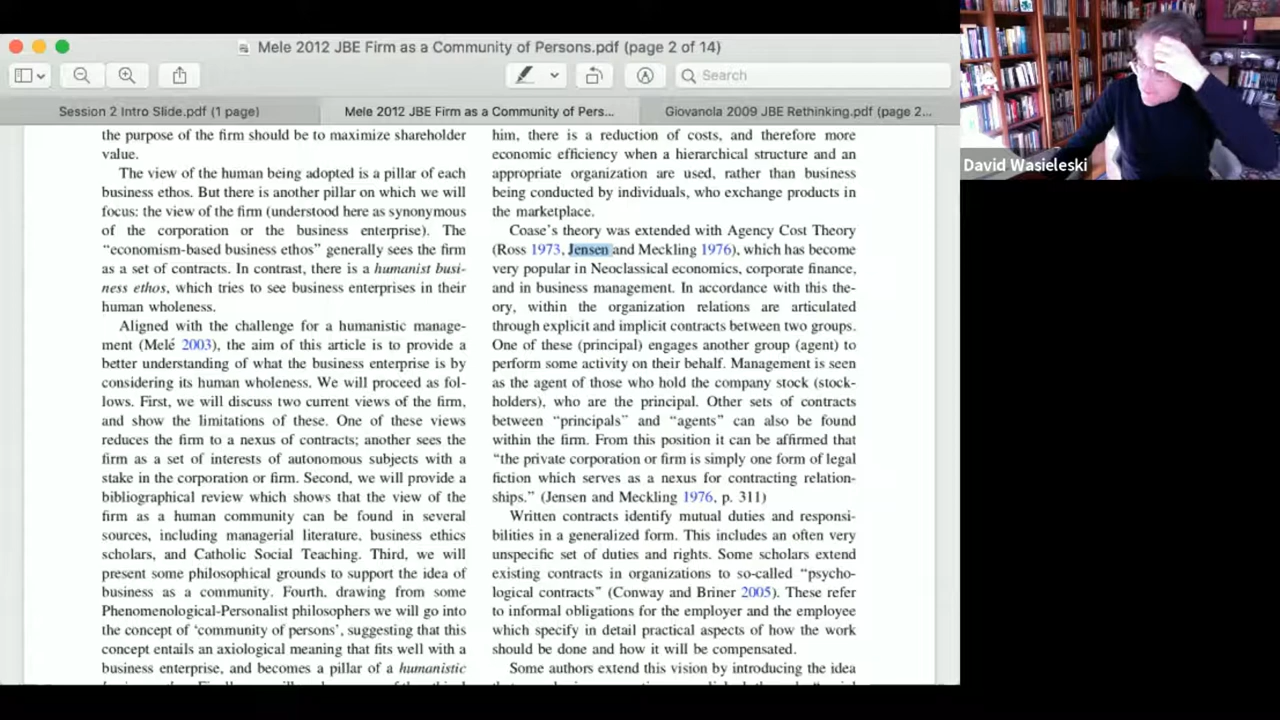 Mele 2012 JBE Firm as a Community of Persons.pdf (page 2 of 14)
Search
Session 2 Intro Slide.pdf (1 page)
Mele 2012 JBE Firm as a Community of Pers...
Giovanola 2009 JBE Rethinking.pdf (page 2...
David Wasieleski
the purpose of the firm should be to maximize shareholder
value.
The view of the human being adopted is a pillar of each
business ethos. But there is another pillar on which we will
focus: the view of the firm (understood here as synonymous
of the corporation or the business enterprise). The
“economism-based business ethos” generally sees the firm
as a set of contracts. In contrast, there is a humanist busi-
ness ethos, which tries to see business enterprises in their
human wholeness.
Aligned with the challenge for a humanistic manage-
ment (Melé 2003), the aim of this article is to provide a
better understanding of what the business enterprise is by
considering its human wholeness. We will proceed as fol-
lows. First, we will discuss two current views of the firm,
and show the limitations of these. One of these views
reduces the firm to a nexus of contracts; another sees the
firm as a set of interests of autonomous subjects with a
stake in the corporation or firm. Second, we will provide a
bibliographical review which shows that the view of the
firm as a human community can be found in several
sources, including managerial literature, business ethics
scholars, and Catholic Social Teaching. Third, we will
present some philosophical grounds to support the idea of
business as a community. Fourth, drawing from some
Phenomenological-Personalist philosophers we will go into
the concept of ‘community of persons’, suggesting that this
concept entails an axiological meaning that fits well with a
business enterprise, and becomes a pillar of a humanistic
him, there is a reduction of costs, and therefore more
economic efficiency when a hierarchical structure and an
appropriate organization are used, rather than business
being conducted by individuals, who exchange products in
the marketplace.
Coase’s theory was extended with Agency Cost Theory
(Ross 1973, Jensen and Meckling 1976), which has become
very popular in Neoclassical economics, corporate finance,
and in business management. In accordance with this the-
ory, within the organization relations are articulated
through explicit and implicit contracts between two groups.
One of these (principal) engages another group (agent) to
perform some activity on their behalf. Management is seen
as the agent of those who hold the company stock (stock-
holders), who are the principal. Other sets of contracts
between “principals” and “agents” can also be found
within the firm. From this position it can be affirmed that
“the private corporation or firm is simply one form of legal
fiction which serves as a nexus for contracting relation-
ships.” (Jensen and Meckling 1976, p. 311)
Written contracts identify mutual duties and responsi-
bilities in a generalized form. This includes an often very
unspecific set of duties and rights. Some scholars extend
existing contracts in organizations to so-called “psycho-
logical contracts” (Conway and Briner 2005). These refer
to informal obligations for the employer and the employee
which specify in detail practical aspects of how the work
should be done and how it will be compensated.
Some authors extend this vision by introducing the idea